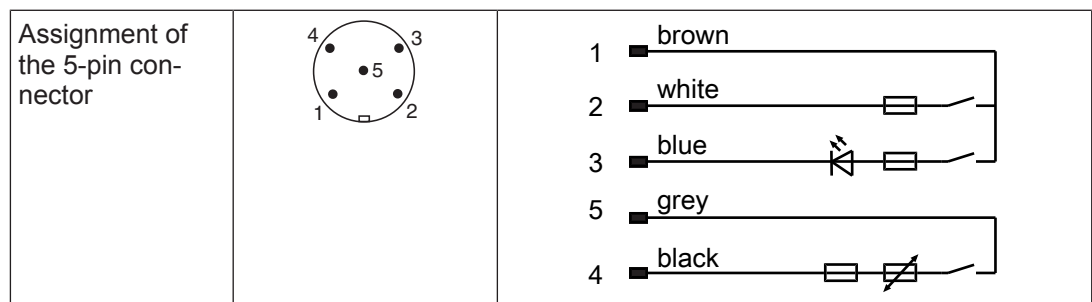 Assignment of
the 5-pin con-
nector
4 3
5
1 2
1 brown
2 white
3 blue
5 grey
4 black